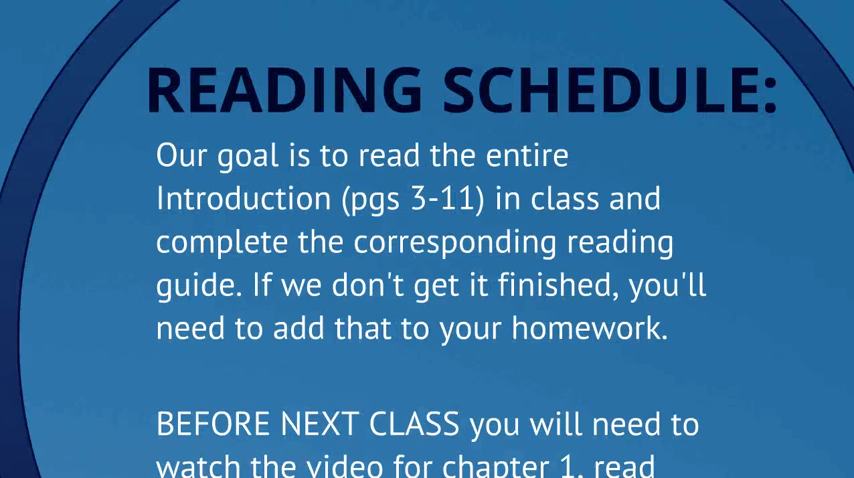 READING SCHEDULE:
Our goal is to read the entire
Introduction (pgs 3-11) in class and
complete the corresponding reading
guide. If we don't get it finished, you'll
need to add that to your homework.
BEFORE NEXT CLASS you will need to
watch the video for chapter 1, read